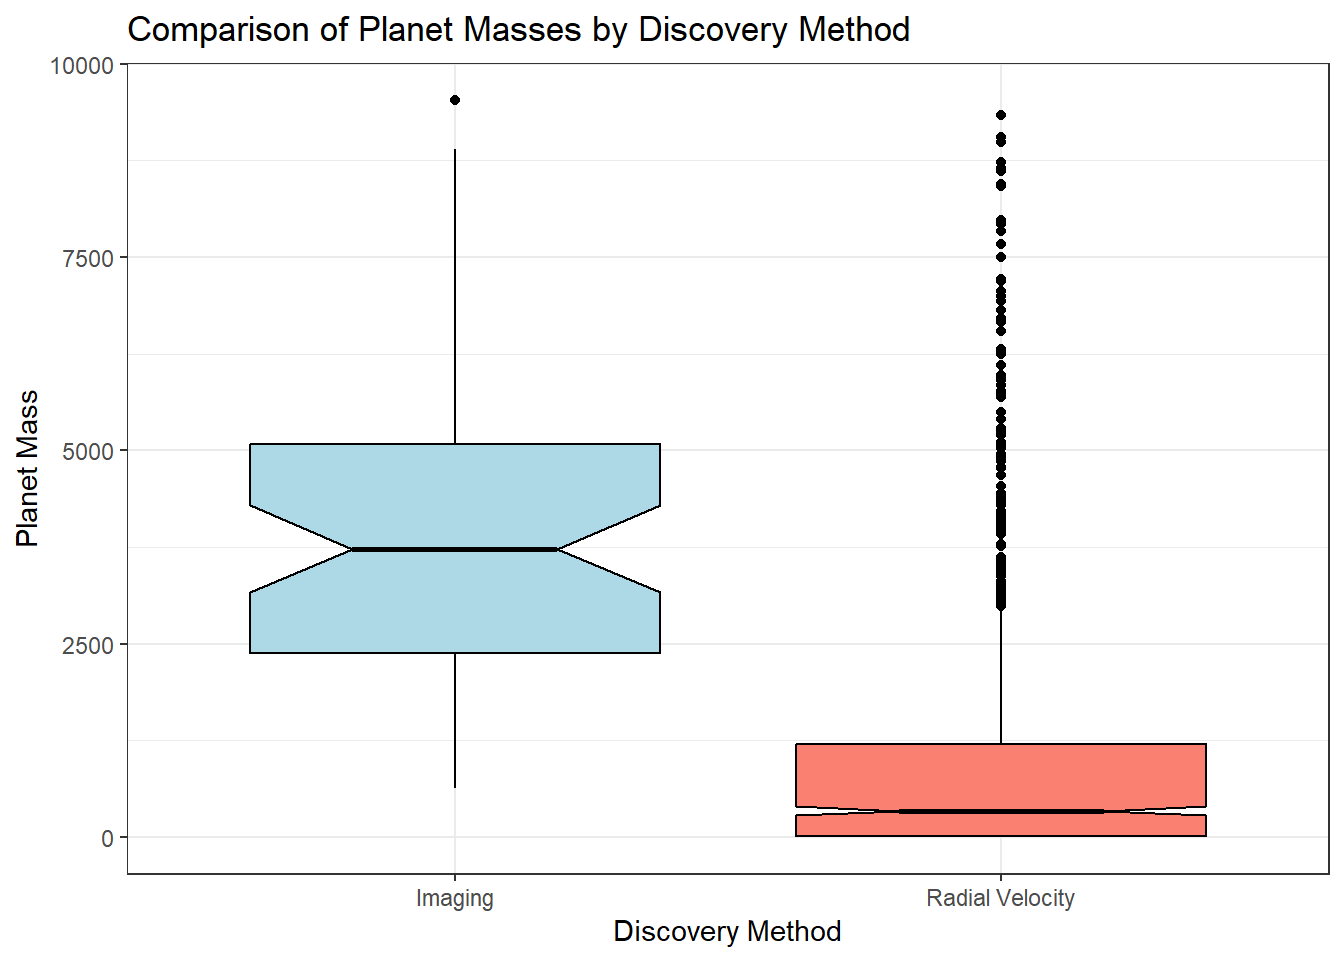 Comparison of Planet Masses by Discovery Method
10000
7500
5000
2500
0
Planet Mass
Imaging
Radial Velocity
Discovery Method